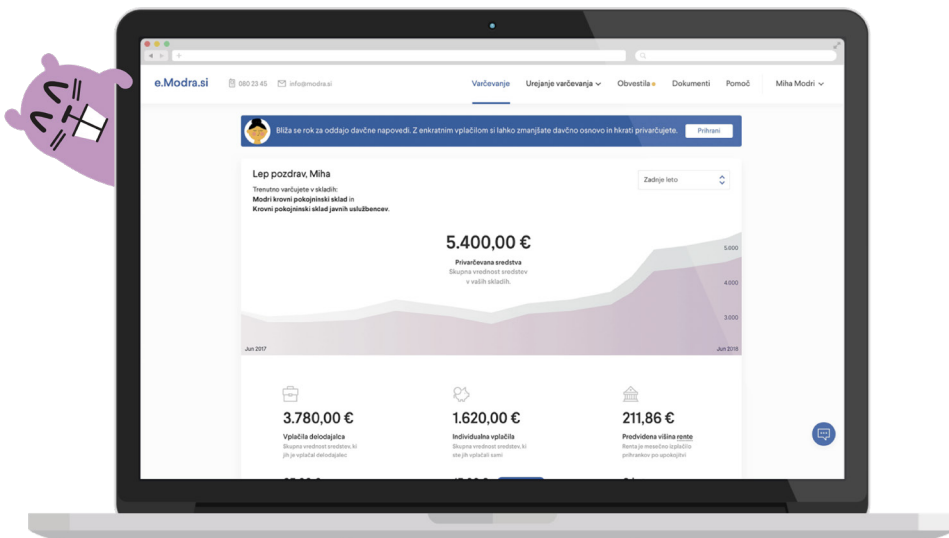 e.Modra.si
080 23 45
info@modra.si
Varčevanje
Urejanje varčevanja
Obvestila
Dokumenti
Pomoč
Miha Modri
Bliža se rok za oddajo davčne napovedi. Z enkratnim vplačilom si lahko zmanjšate davčno osnovo in hkrati privarčujete.
Prihrani
Lep pozdrav, Miha
Trenutno varčujete v skladih:
Modri krovni pokojninski sklad in
Krovni pokojninski sklad javnih uslužbencev.
Zadnje leto
5.400,00 €
Privarčevana sredstva
Skupna vrednost sredstev
v vaših skladih.
5.000
4.000
3.000
Jun 2017
Jun 2018
3.780,00 €
Vplačila delodajalca
Skupna vrednost sredstev, ki
jih je vplačal delodajalec
1.620,00 €
Individualna vplačila
Skupna vrednost sredstev, ki
ste jih vplačali sami
211,86 €
Predvidena višina rente
Renta je mesečno izplačilo
prihrankov po upokojitvi